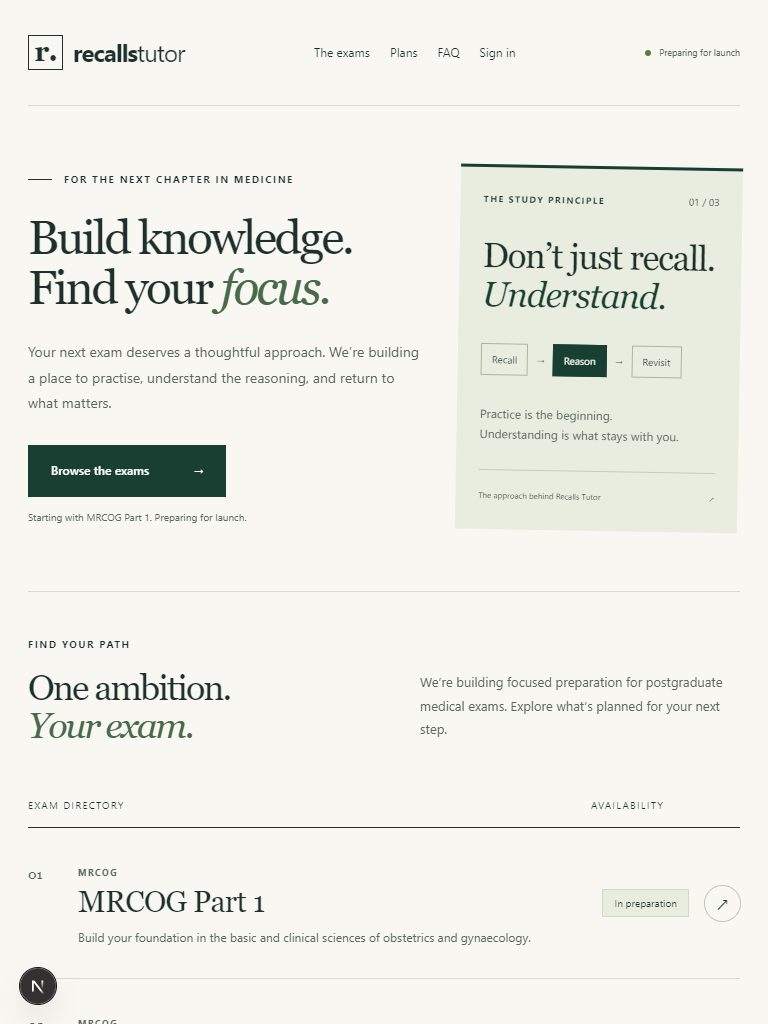 r. recallstutor
The exams Plans FAQ Sign in
Preparing for launch
FOR THE NEXT CHAPTER IN MEDICINE
Build knowledge.
Find your focus.
Your next exam deserves a thoughtful approach. We’re building
a place to practise, understand the reasoning, and return to
what matters.
Browse the exams →
Starting with MRCOG Part 1. Preparing for launch.
THE STUDY PRINCIPLE 01 / 03
Don’t just recall.
Understand.
Recall → Reason → Revisit
Practice is the beginning.
Understanding is what stays with you.
The approach behind Recalls Tutor ↗
FIND YOUR PATH
One ambition.
Your exam.
We’re building focused preparation for postgraduate
medical exams. Explore what’s planned for your next
step.
EXAM DIRECTORY AVAILABILITY
01 MRCOG
MRCOG Part 1
In preparation ↗
Build your foundation in the basic and clinical sciences of obstetrics and gynaecology.
N
MRCOG